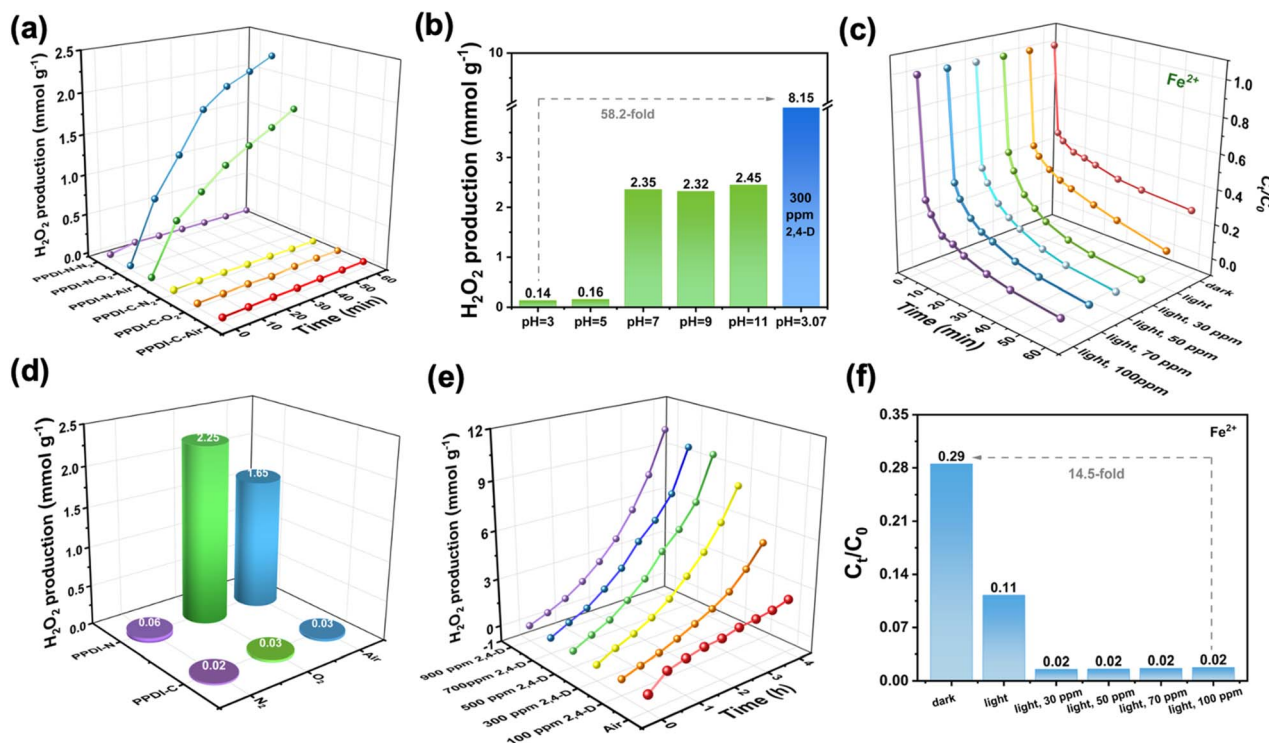 (a)
H₂O₂ production (mmol g⁻¹)
2.5
2.0
1.5
1.0
0.5
0.0
PPDI-N-N₂
PPDI-N-O₂
PPDI-N-Air
PPDI-C-N₂
PPDI-C-O₂
PPDI-C-Air
0
10
20
30
40
50
60
Time (min)
(b)
H₂O₂ production (mmol g⁻¹)
10
8
3
2
1
0
58.2-fold
0.14
0.16
2.35
2.32
2.45
8.15
300
ppm
2,4-D
pH=3
pH=5
pH=7
pH=9
pH=11
pH=3.07
(c)
Fe²⁺
Cₜ/C₀
1.0
0.8
0.6
0.4
0.2
0.0
0
10
20
30
40
50
60
Time (min)
dark
light
light, 30 ppm
light, 50 ppm
light, 70 ppm
light, 100ppm
(d)
H₂O₂ production (mmol g⁻¹)
2.5
2.0
1.5
1.0
0.5
0.0
2.25
1.65
0.06
0.03
0.03
0.02
PPDI-N
PPDI-C
N₂
O₂
Air
(e)
H₂O₂ production (mmol g⁻¹)
12
9
6
3
0
-1
900 ppm 2,4-D
700ppm 2,4-D
500 ppm 2,4-D
300 ppm 2,4-D
100 ppm 2,4-D
Air
0
1
2
3
4
Time (h)
(f)
Fe²⁺
Cₜ/C₀
0.35
0.28
0.21
0.14
0.07
0.00
14.5-fold
0.29
0.11
0.02
0.02
0.02
0.02
dark
light
light, 30 ppm
light, 50 ppm
light, 70 ppm
light, 100 ppm